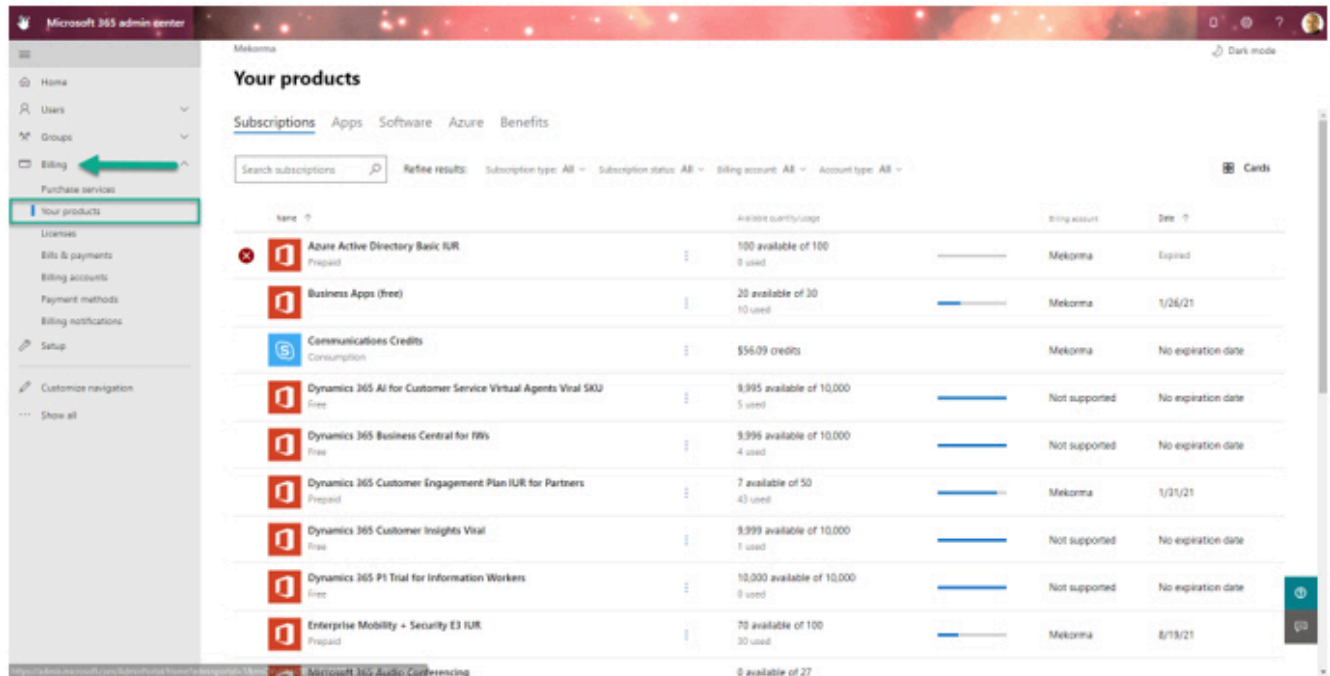 Microsoft 365 admin center
?
Mekorma
Dark mode
Your products
Home
Users
Groups
Billing
Purchase services
Your products
Licenses
Bills & payments
Billing accounts
Payment methods
Billing notifications
Setup
Customize navigation
Show all
Subscriptions Apps Software Azure Benefits
Search subscriptions Refine results: Subscription type: All Subscription status: All Billing account: All Account type: All Cards
Name ↑ Available quantity/usage Billing account Date ↑
Azure Active Directory Basic IUR 100 available of 100 Mekorma Expired
Prepaid 0 used
Business Apps (free) 20 available of 30 Mekorma 1/26/21
10 used
Communications Credits $56.09 credits Mekorma No expiration date
Consumption
Dynamics 365 AI for Customer Service Virtual Agents Viral SKU 9,995 available of 10,000 Not supported No expiration date
Free 5 used
Dynamics 365 Business Central for IWs 9,996 available of 10,000 Not supported No expiration date
Free 4 used
Dynamics 365 Customer Engagement Plan IUR for Partners 7 available of 50 Mekorma 1/31/21
Prepaid 43 used
Dynamics 365 Customer Insights Viral 9,999 available of 10,000 Not supported No expiration date
Free 1 used
Dynamics 365 P1 Trial for Information Workers 10,000 available of 10,000 Not supported No expiration date
Free 0 used
Enterprise Mobility + Security E3 IUR 70 available of 100 Mekorma 8/19/21
Prepaid 30 used
Microsoft 365 Audio Conferencing 0 available of 27